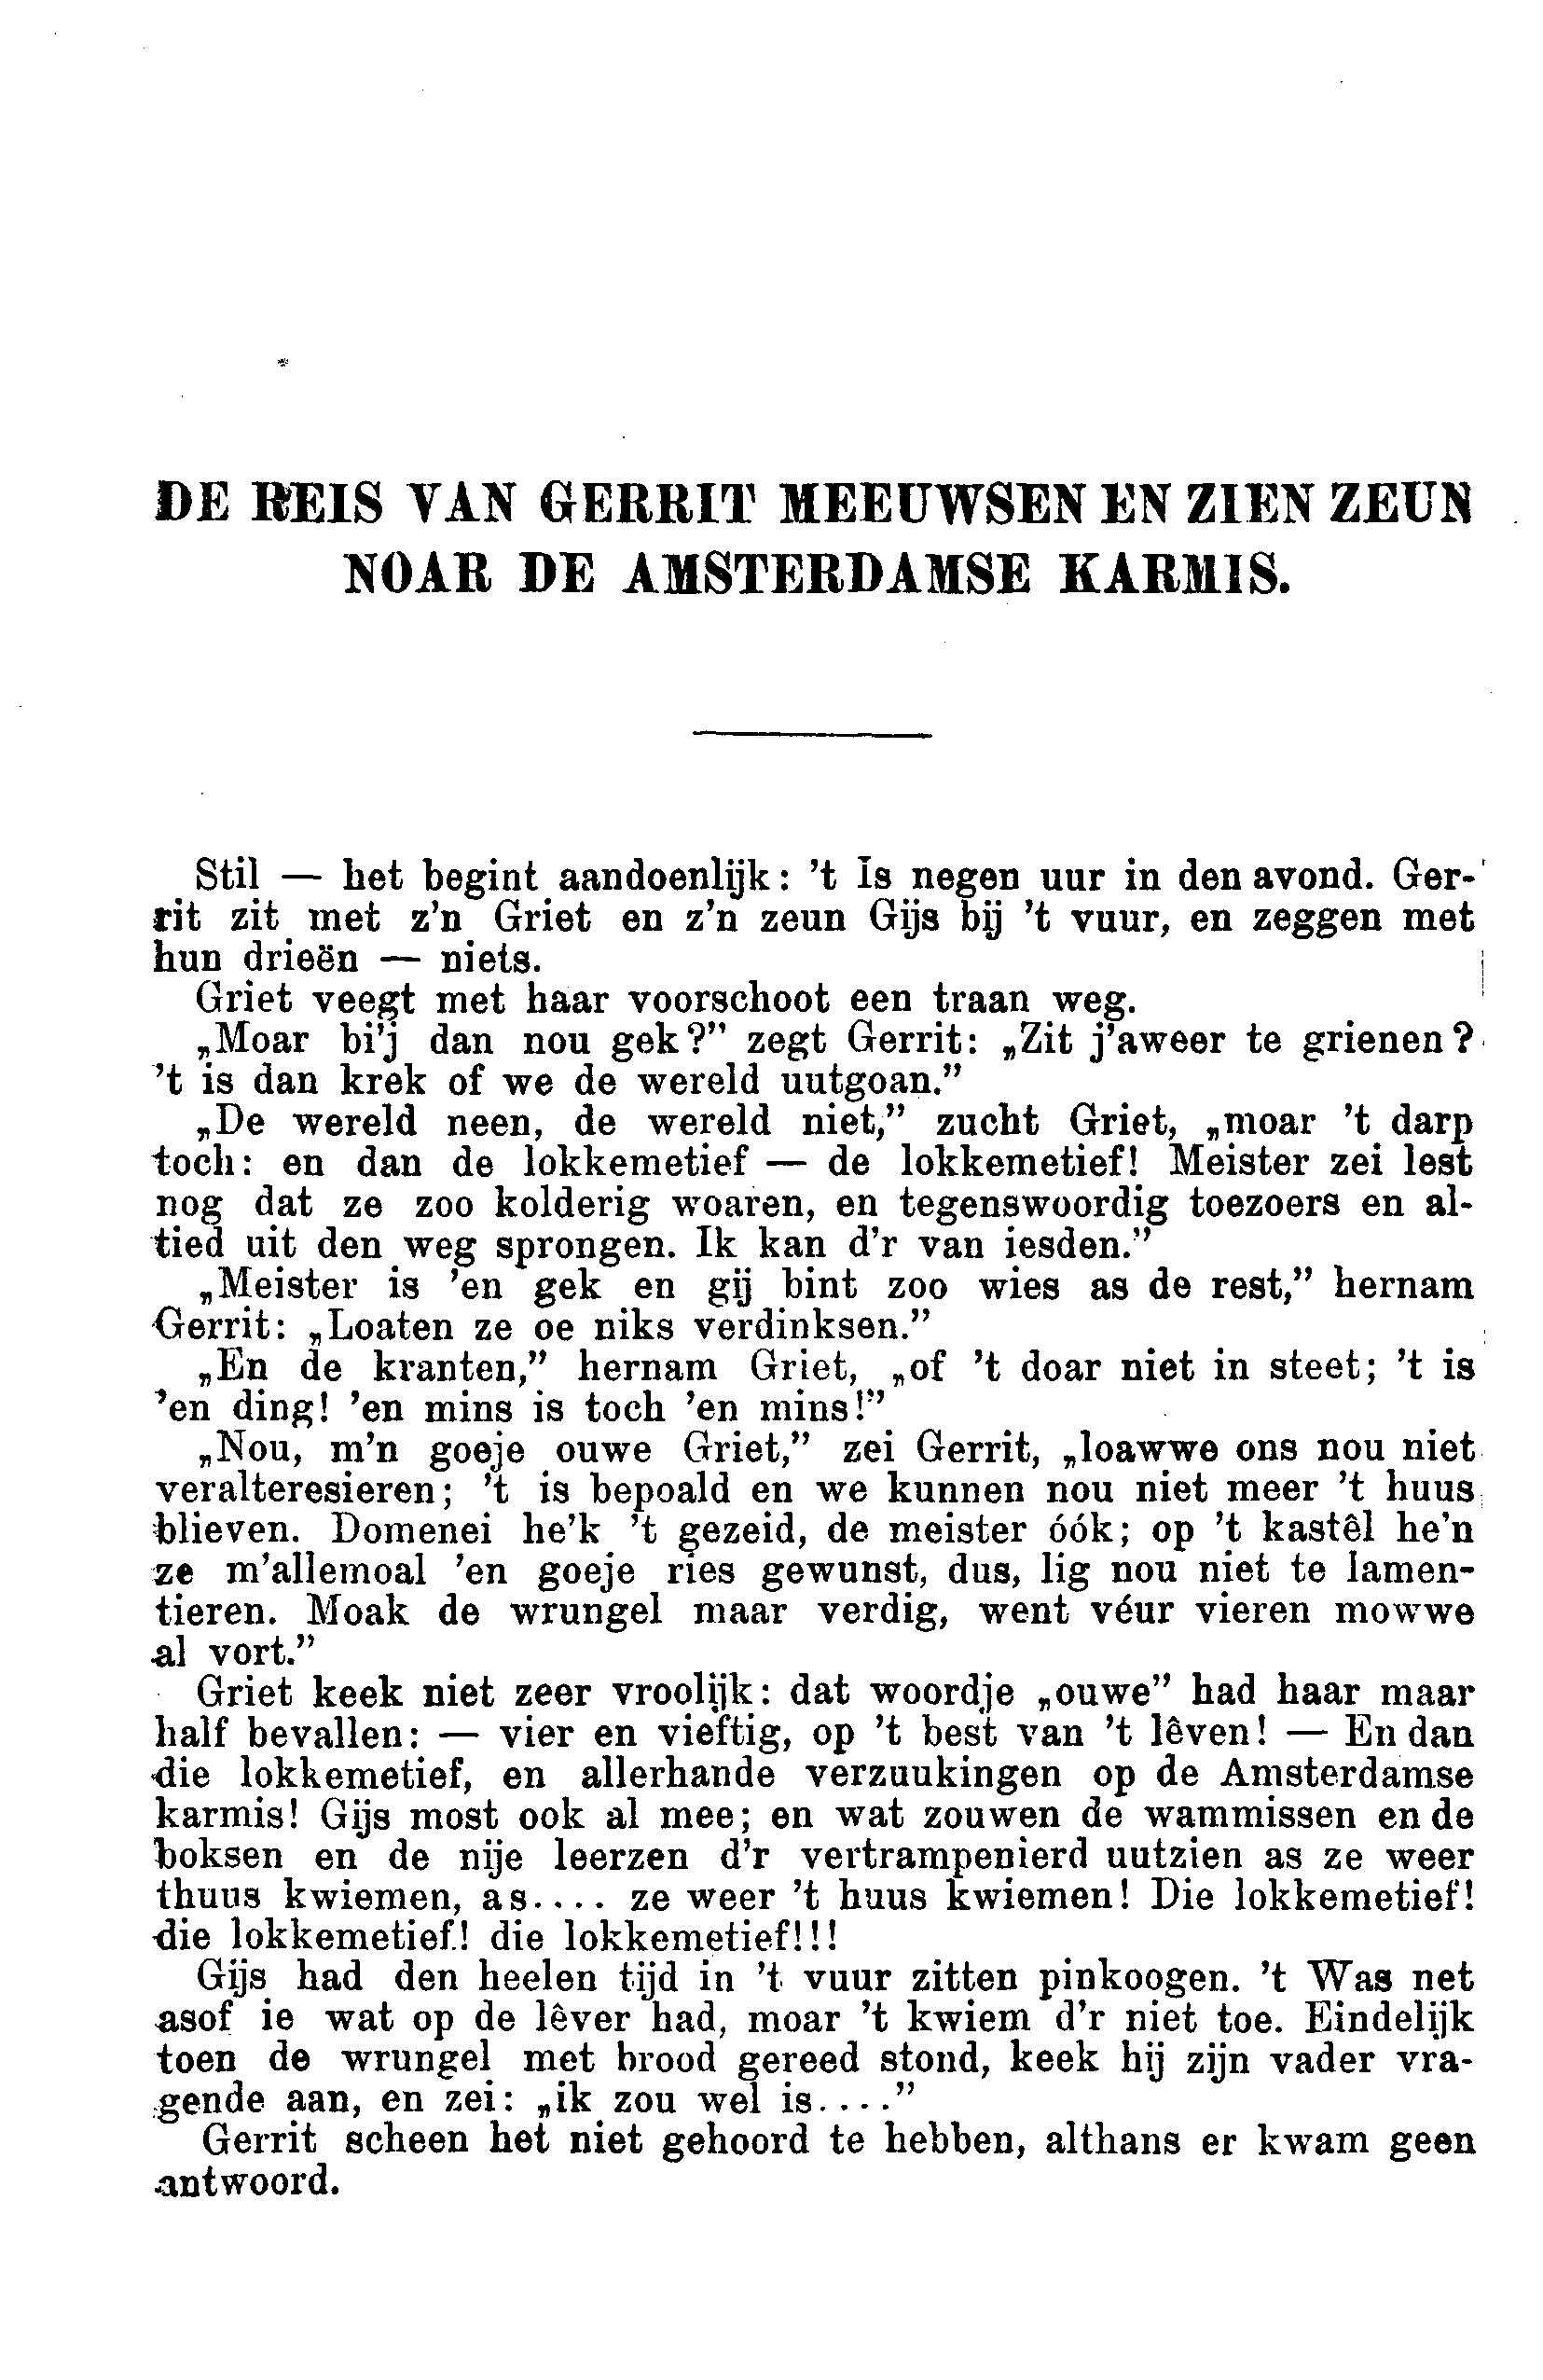 DE REIS VAN GERRIT MEEUWSEN EN ZIEN ZEUN
NOAR DE AMSTERDAMSE KARMIS.
Stil — het begint aandoenlijk: 't Is negen uur in den avond. Ger-
rit zit met z'n Griet en z'n zeun Gijs bij 't vuur, en zeggen met
hun drieën — niets.
Griet veegt met haar voorschoot een traan weg.
„Moar bi'j dan nou gek?” zegt Gerrit: „Zit j'aweer te grienen?
't is dan krek of we de wereld uutgoan.”
„De wereld neen, de wereld niet,” zucht Griet, „moar 't darp
toch: en dan de lokkemetief — de lokkemetief! Meister zei lest
nog dat ze zoo kolderig woaren, en tegenswoordig toezoers en al-
tied uit den weg sprongen. Ik kan d'r van iesden.”
„Meister is 'en gek en gij bint zoo wies as de rest,” hernam
Gerrit: „Loaten ze oe niks verdinksen.”
„En de kranten,” hernam Griet, „of 't doar niet in steet; 't is
'en ding! 'en mins is toch 'en mins!”
„Nou, m'n goeje ouwe Griet,” zei Gerrit, „loawwe ons nou niet
veralteresieren; 't is bepoald en we kunnen nou niet meer 't huus
blieven. Domenei he'k 't gezeid, de meister óók; op 't kastêl he'n
ze m'allemoal 'en goeje ries gewunst, dus, lig nou niet te lamen-
tieren. Moak de wrungel maar verdig, went véur vieren mowwe
al vort.”
Griet keek niet zeer vroolijk: dat woordje „ouwe” had haar maar
half bevallen: — vier en vieftig, op 't best van 't lêven! — En dan
die lokkemetief, en allerhande verzuukingen op de Amsterdamse
karmis! Gijs most ook al mee; en wat zouwen de wammissen en de
boksen en de nije leerzen d'r vertrampenierd uutzien as ze weer
thuus kwiemen, as.... ze weer 't huus kwiemen! Die lokkemetief!
die lokkemetief! die lokkemetief!!!
Gijs had den heelen tijd in 't vuur zitten pinkoogen. 't Was net
asof ie wat op de lêver had, moar 't kwiem d'r niet toe. Eindelijk
toen de wrungel met brood gereed stond, keek hij zijn vader vra-
gende aan, en zei: „ik zou wel is....”
Gerrit scheen het niet gehoord te hebben, althans er kwam geen
antwoord.